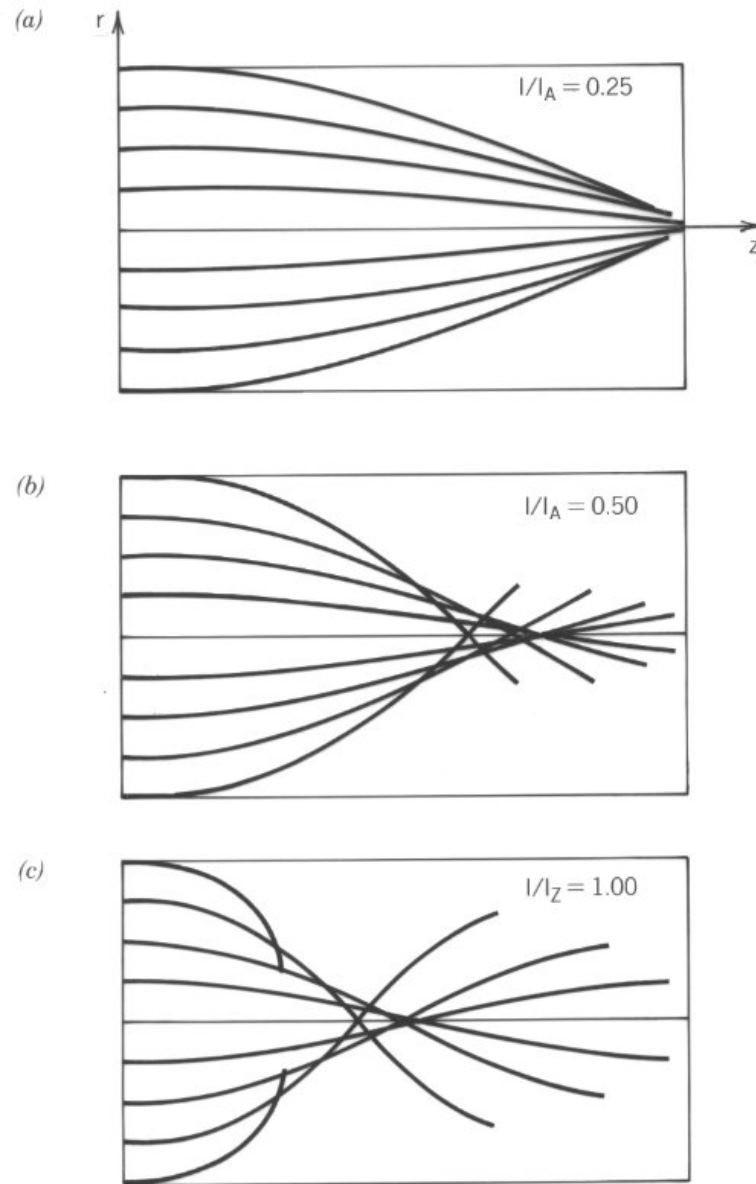 (a)
r
I/I_A = 0.25
z
(b)
I/I_A = 0.50
(c)
I/I_Z = 1.00